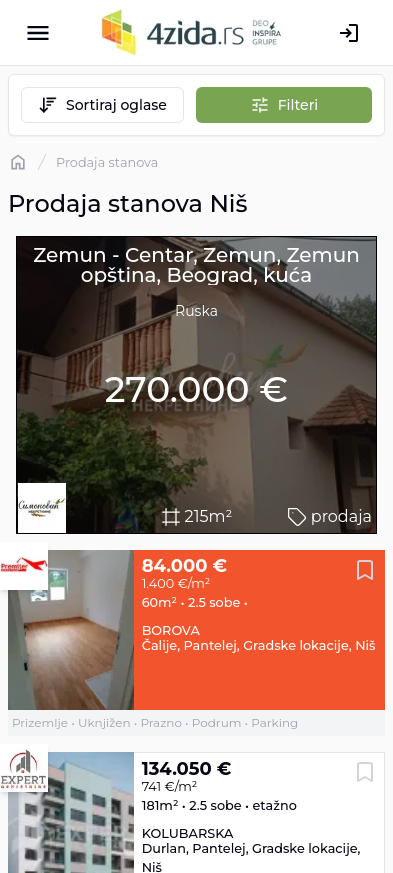 4zida.rs
DEO
INSPIRA
GRUPE
Sortiraj oglase
Filteri
/ Prodaja stanova
Prodaja stanova Niš
Zemun - Centar, Zemun, Zemun
opština, Beograd, kuća
Ruska
270.000 €
НЕКРЕТНИНЕ
Симоновић
215m²
prodaja
Premier
84.000 €
1.400 €/m²
60m² • 2.5 sobe •
BOROVA
Čalije, Pantelej, Gradske lokacije, Niš
Prizemlje • Uknjižen • Prazno • Podrum • Parking
EXPERT
134.050 €
741 €/m²
181m² • 2.5 sobe • etažno
KOLUBARSKA
Durlan, Pantelej, Gradske lokacije,
Niš